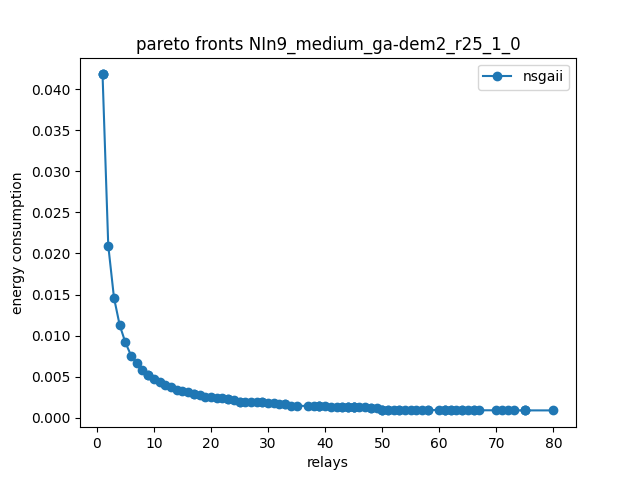 pareto fronts NIn9_medium_ga-dem2_r25_1_0
nsgaii
energy consumption
0.040
0.035
0.030
0.025
0.020
0.015
0.010
0.005
0.000
0 10 20 30 40 50 60 70 80
relays